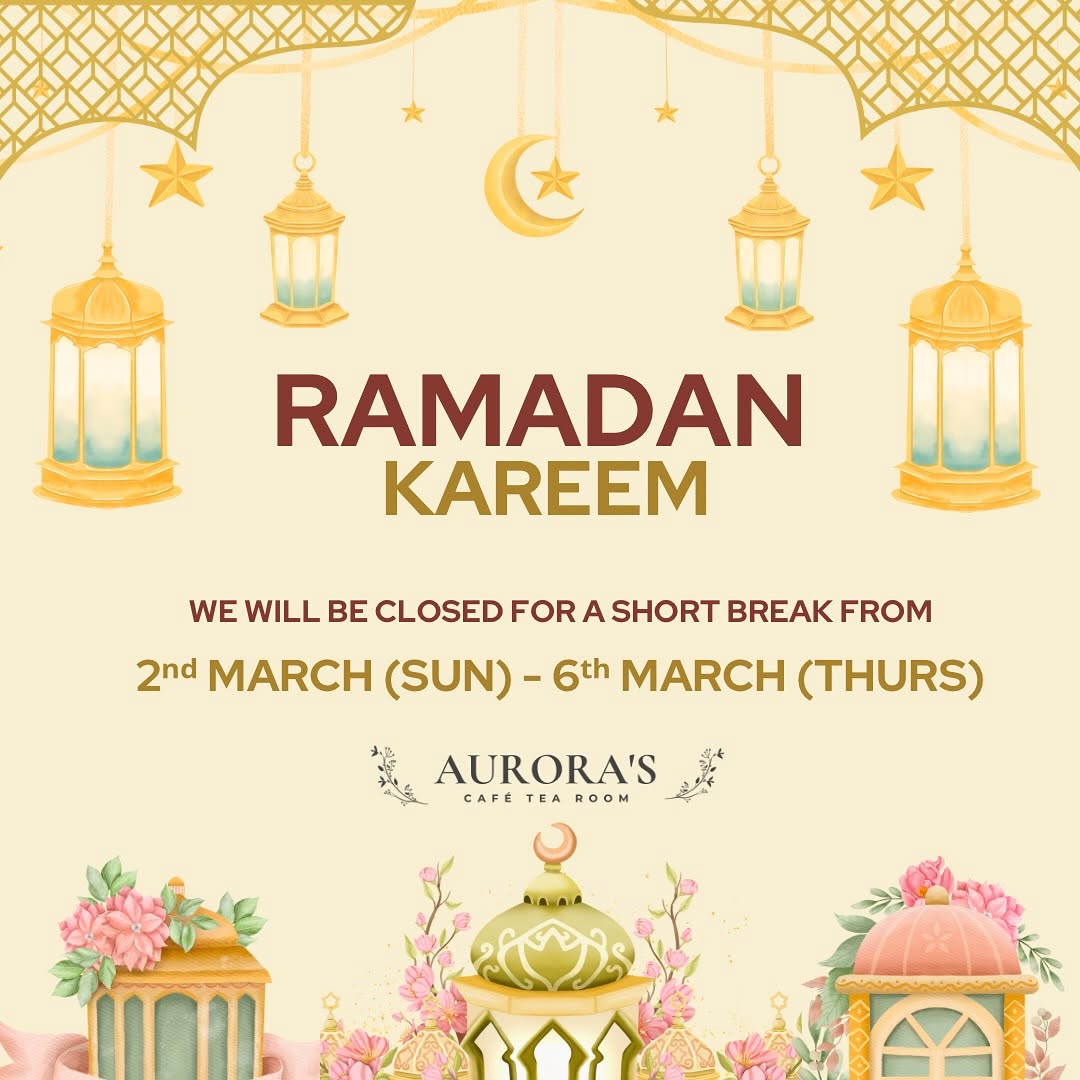 RAMADAN
KAREEM
WE WILL BE CLOSED FOR A SHORT BREAK FROM
2nd MARCH (SUN) - 6th MARCH (THURS)
AURORA'S
CAFÉ TEA ROOM